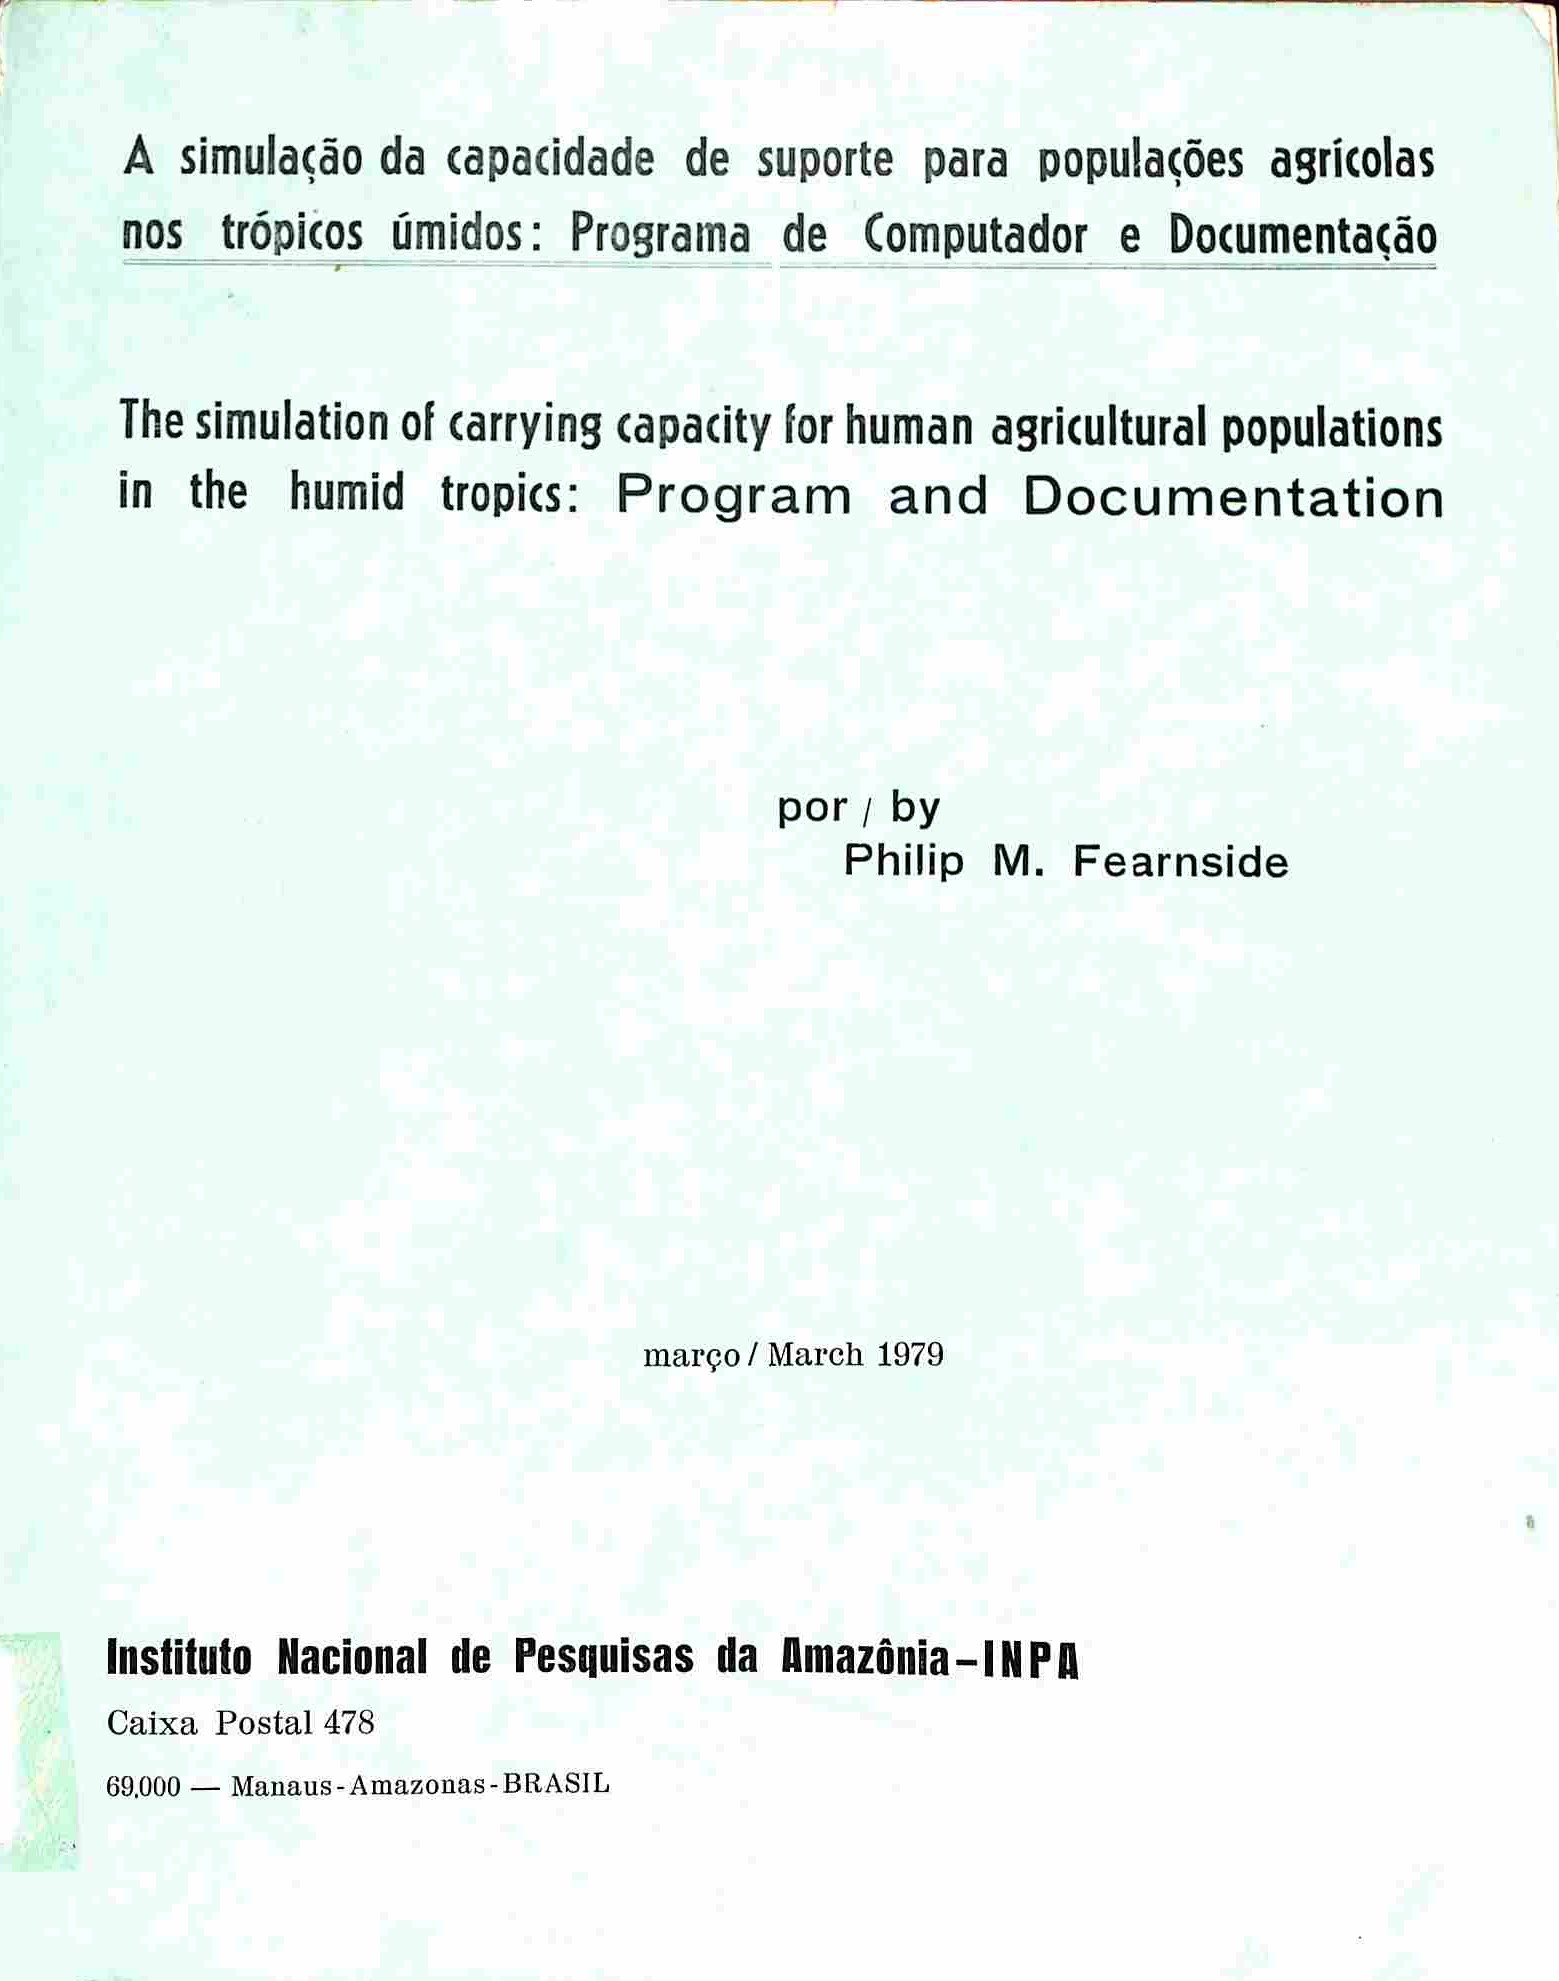 A simulação da capacidade de suporte para populações agrícolas
nos trópicos úmidos: Programa de Computador e Documentação
The simulation of carrying capacity for human agricultural populations
in the humid tropics: Program and Documentation
por / by
Philip M. Fearnside
março / March 1979
Instituto Nacional de Pesquisas da Amazônia-INPA
Caixa Postal 478
69.000 — Manaus-Amazonas-BRASIL